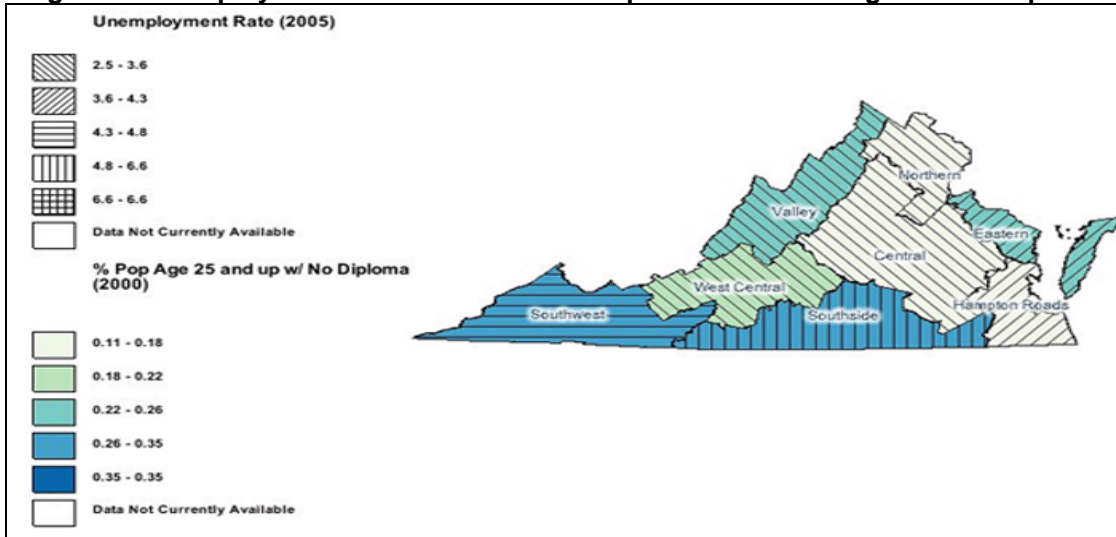 Unemployment Rate (2005)
2.5 - 3.6
3.6 - 4.3
4.3 - 4.8
4.8 - 6.6
6.6 - 6.6
Data Not Currently Available
% Pop Age 25 and up w/ No Diploma
(2000)
0.11 - 0.18
0.18 - 0.22
0.22 - 0.26
0.26 - 0.35
0.35 - 0.35
Data Not Currently Available
Northern
Valley
Eastern
Central
West Central
Hampton Roads
Southwest
Southside